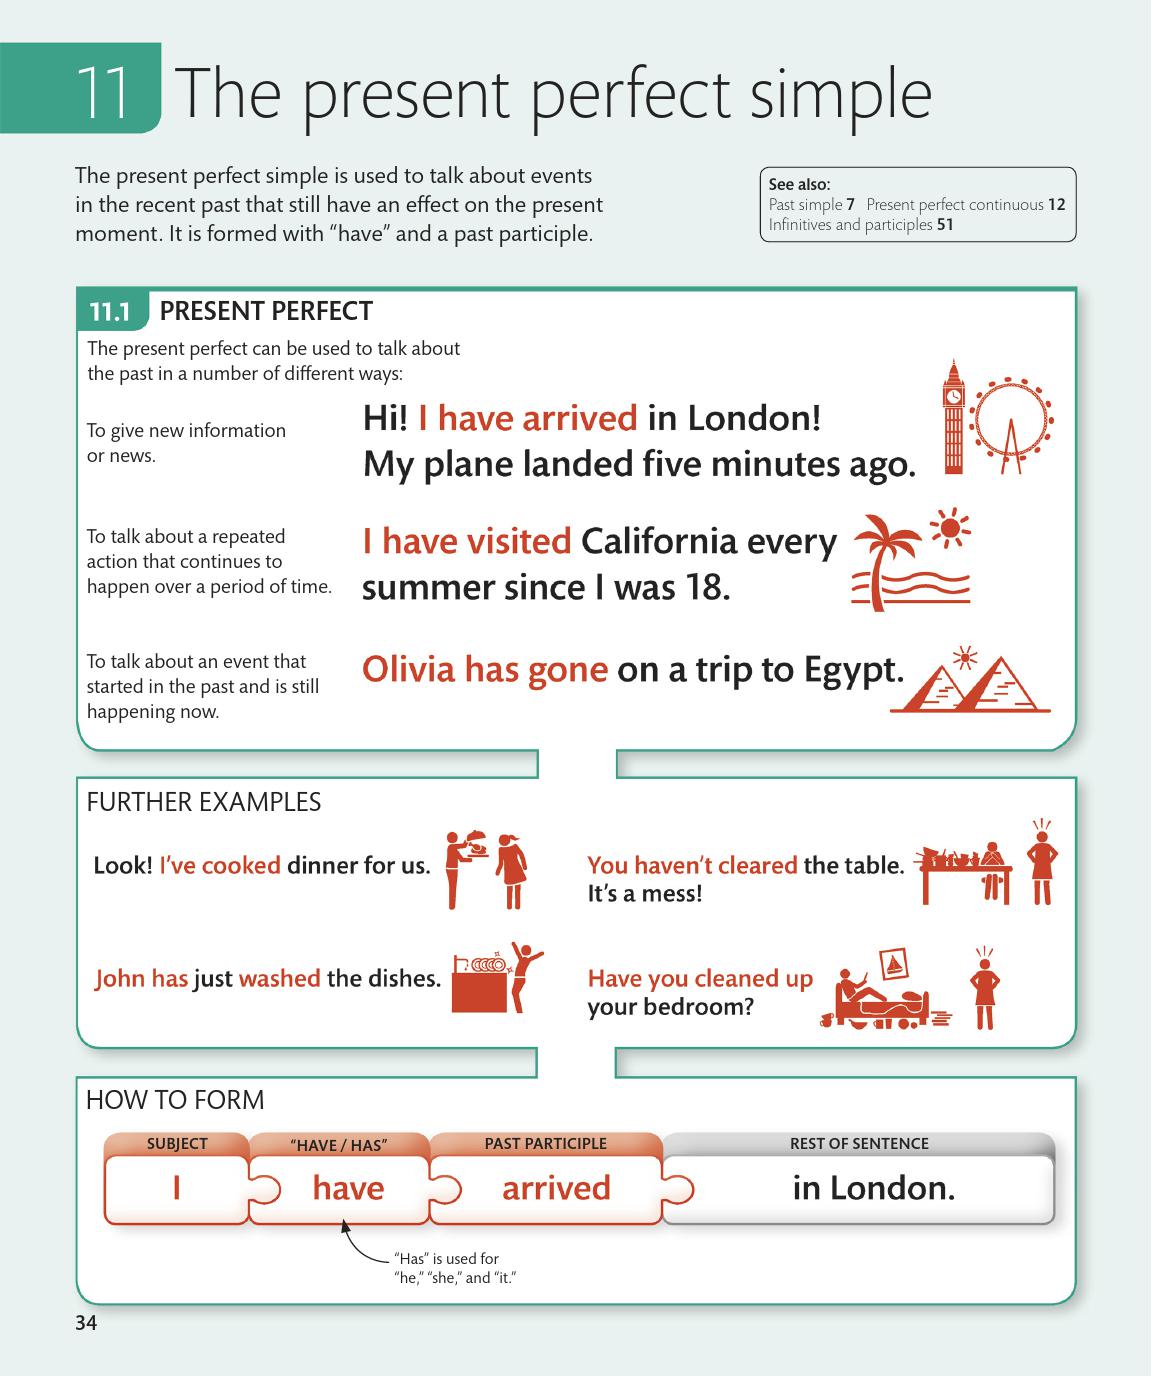 11 The present perfect simple
The present perfect simple is used to talk about events
in the recent past that still have an effect on the present
moment. It is formed with “have” and a past participle.
See also:
Past simple 7 Present perfect continuous 12
Infinitives and participles 51
11.1 PRESENT PERFECT
The present perfect can be used to talk about
the past in a number of different ways:
To give new information
or news.
Hi! I have arrived in London!
My plane landed five minutes ago.
To talk about a repeated
action that continues to
happen over a period of time.
I have visited California every
summer since I was 18.
To talk about an event that
started in the past and is still
happening now.
Olivia has gone on a trip to Egypt.
FURTHER EXAMPLES
Look! I’ve cooked dinner for us.
You haven’t cleared the table.
It’s a mess!
John has just washed the dishes.
Have you cleaned up
your bedroom?
HOW TO FORM
SUBJECT “HAVE / HAS” PAST PARTICIPLE REST OF SENTENCE
I have arrived in London.
“Has” is used for
“he,” “she,” and “it.”
34